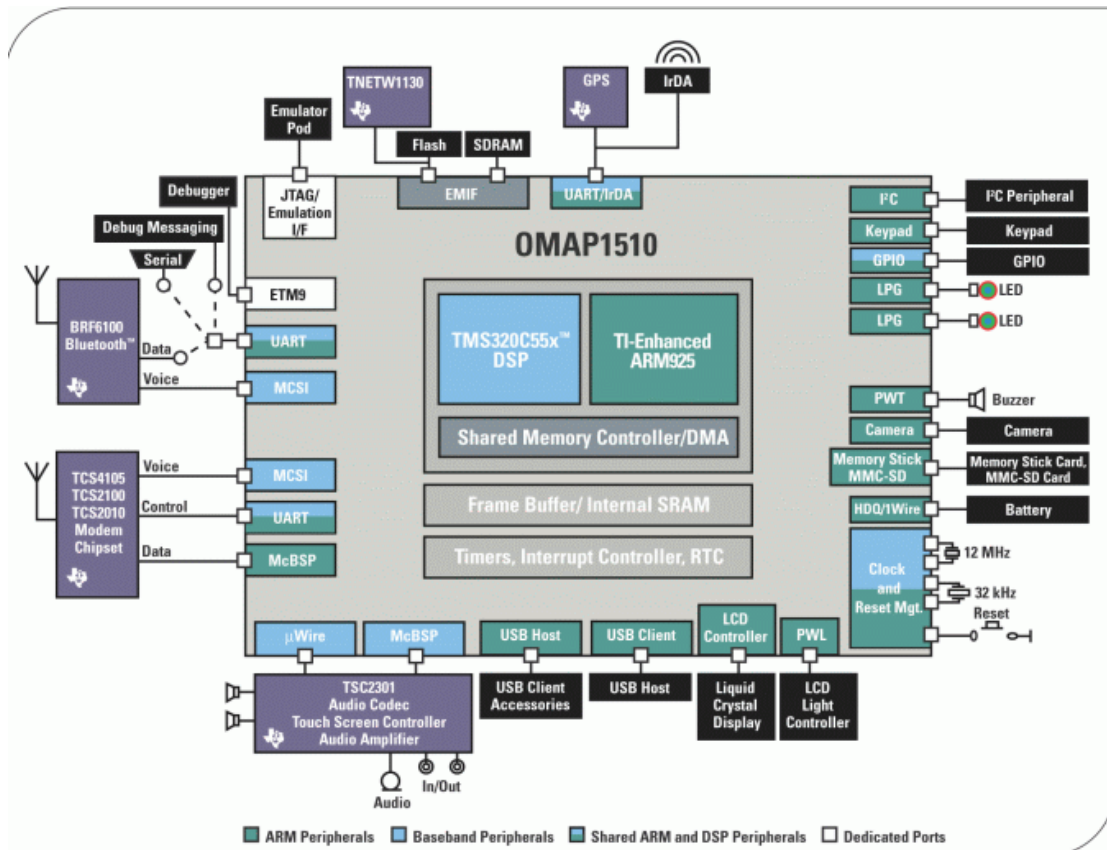 TNETW1130
GPS
IrDA
Emulator
Pod
Flash
SDRAM
Debugger
JTAG/
Emulation
I/F
EMIF
UART/IrDA
I²C
I²C Peripheral
Debug Messaging
OMAP1510
Keypad
Keypad
Serial
GPIO
GPIO
ETM9
LPG
LED
BRF6100
Bluetooth™
Data
UART
LPG
LED
TMS320C55x™
DSP
TI-Enhanced
ARM925
Voice
MCSI
PWT
Buzzer
Shared Memory Controller/DMA
Camera
Camera
TCS4105
TCS2100
TCS2010
Modem
Chipset
Voice
MCSI
Memory Stick
MMC-SD
Memory Stick Card,
MMC-SD Card
Control
UART
Frame Buffer/ Internal SRAM
HDQ/1Wire
Battery
Data
McBSP
Timers, Interrupt Controller, RTC
Clock
and
Reset Mgt.
12 MHz
32 kHz
Reset
µWire
McBSP
USB Host
USB Client
LCD
Controller
PWL
TSC2301
Audio Codec
Touch Screen Controller
Audio Amplifier
USB Client
Accessories
USB Host
Liquid
Crystal
Display
LCD
Light
Controller
Audio
In/Out
ARM Peripherals
Baseband Peripherals
Shared ARM and DSP Peripherals
Dedicated Ports